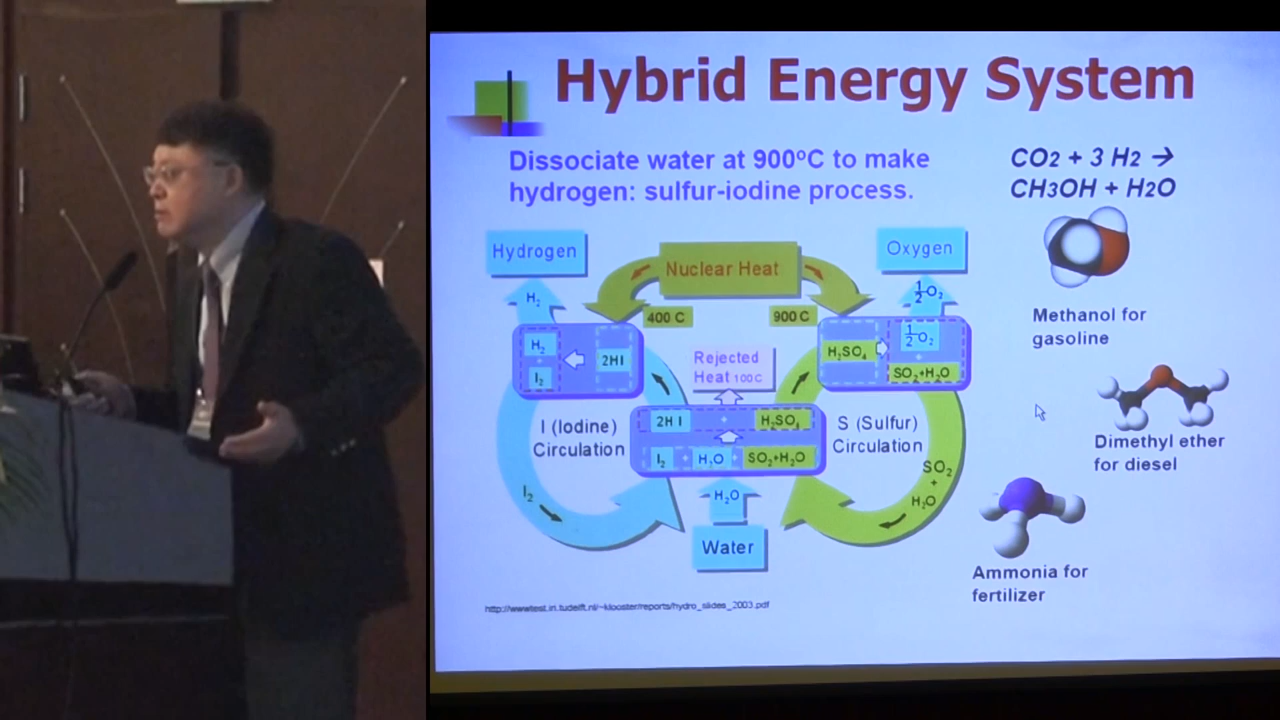 Hybrid Energy System
Dissociate water at 900ºC to make
hydrogen: sulfur-iodine process.
CO2 + 3 H2 →
CH3OH + H2O
Hydrogen
Nuclear Heat
Oxygen
H₂
½O₂
400 C
900 C
H₂
+
I₂
2HI
Rejected
Heat 100C
H₂SO₄
½O₂
+
SO₂+H₂O
Methanol for
gasoline
I (Iodine)
Circulation
2H I
+
H₂SO₄
I₂ + H₂O + SO₂+H₂O
S (Sulfur)
Circulation
Dimethyl ether
for diesel
I₂
H₂O
SO₂
+
H₂O
Water
Ammonia for
fertilizer